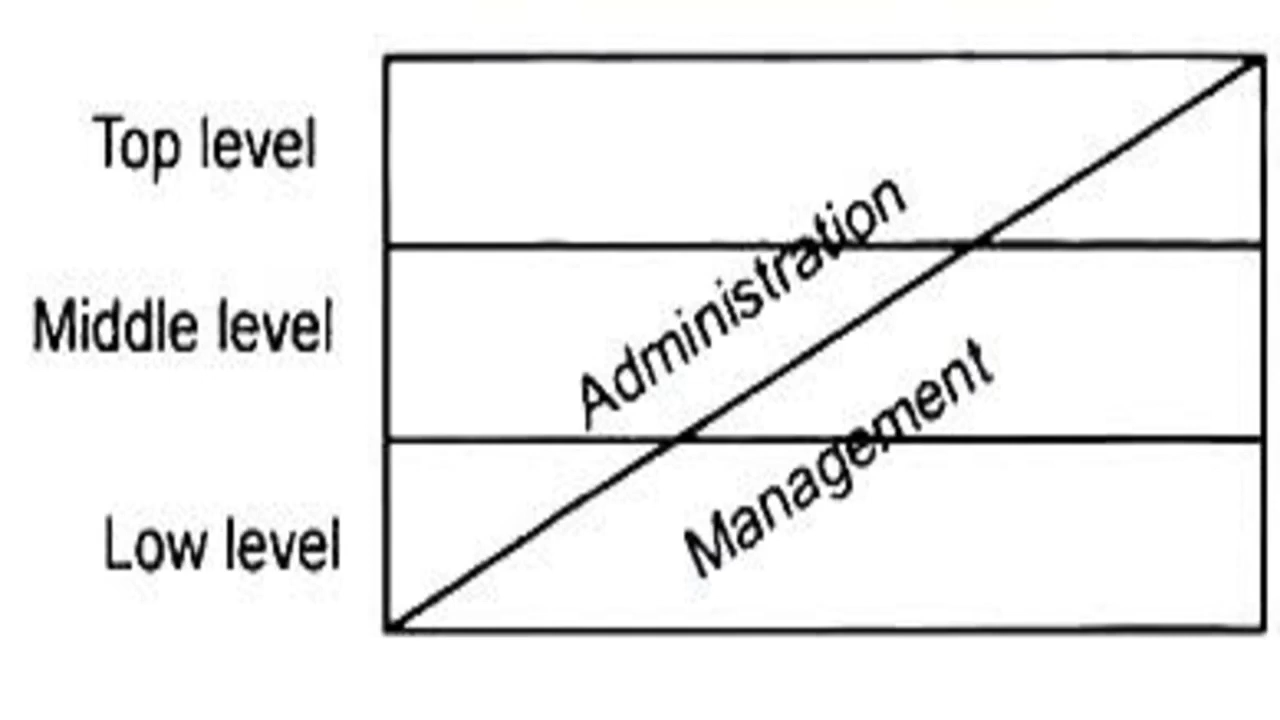 Top level
Administration
Middle level
Management
Low level